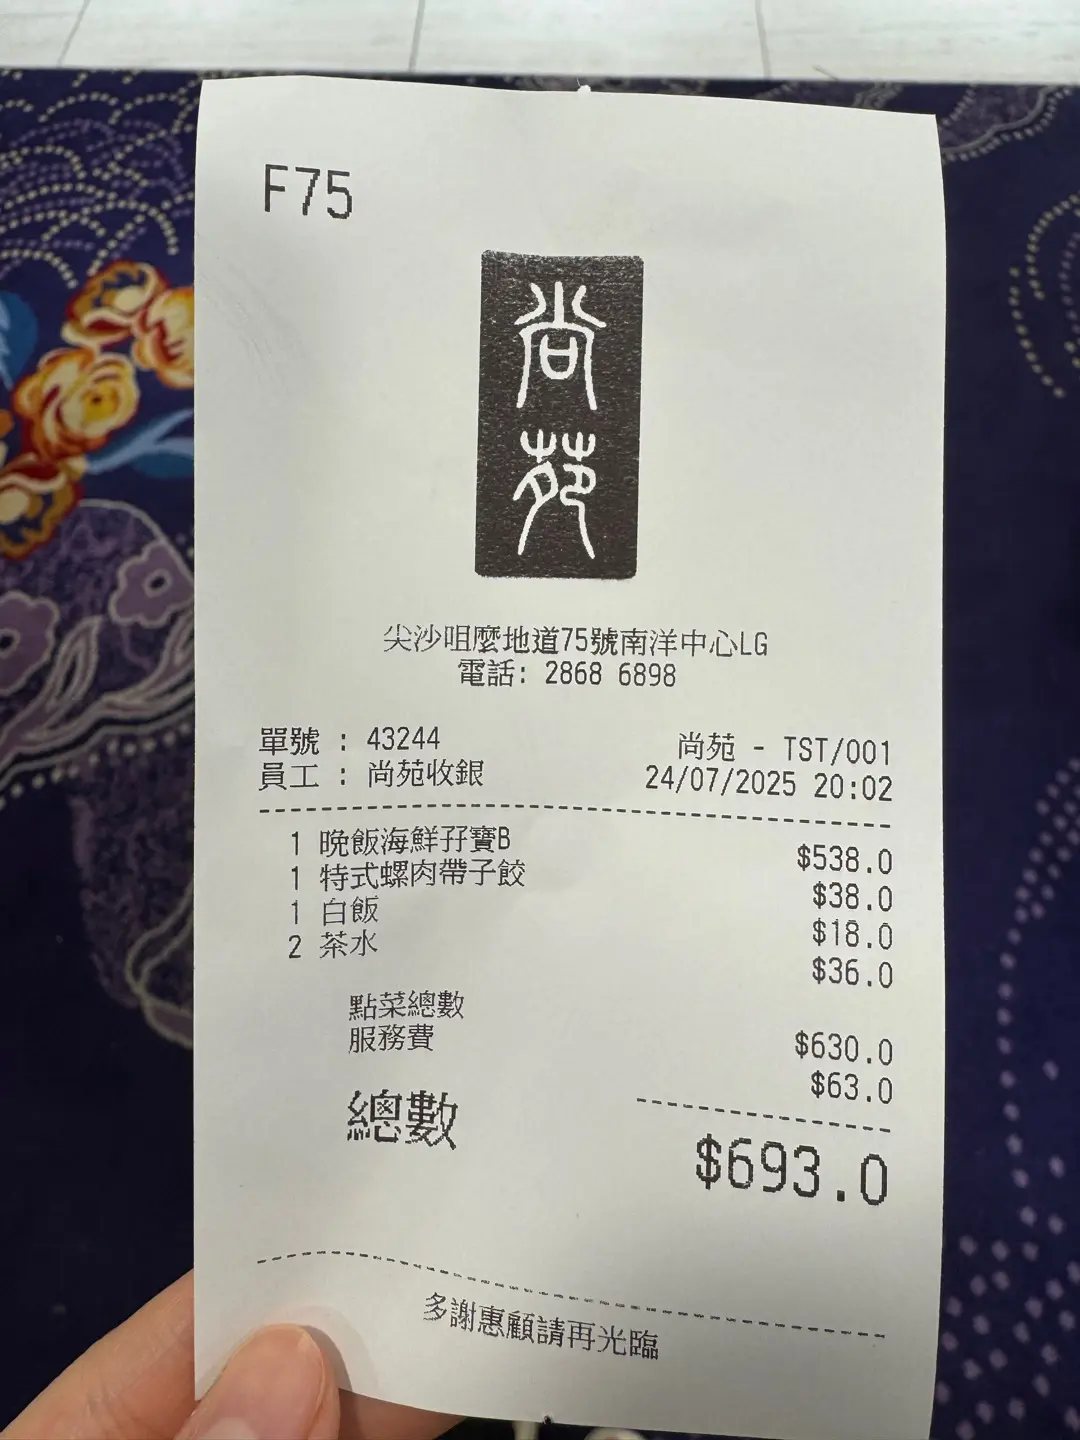 F75
尚
苑
尖沙咀麼地道75號南洋中心LG
電話: 2868 6898
單號 : 43244
尚苑 - TST/001
員工 : 尚苑收銀
24/07/2025 20:02
1 晚飯海鮮孖寶B $538.0
1 特式螺肉帶子餃 $38.0
1 白飯 $18.0
2 茶水 $36.0
點菜總數 $630.0
服務費 $63.0
總數 $693.0
多謝惠顧請再光臨